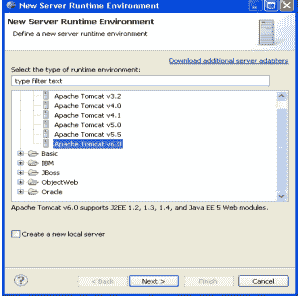 New Server Runtime Environment
New Server Runtime Environment
Define a new server runtime environment
Download additional server adapters
Select the type of runtime environment:
type filter text
Apache Tomcat v3.2
Apache Tomcat v4.0
Apache Tomcat v4.1
Apache Tomcat v5.0
Apache Tomcat v5.5
Apache Tomcat v6.0
Basic
IBM
JBoss
ObjectWeb
Oracle
Apache Tomcat v6.0 supports J2EE 1.2, 1.3, 1.4, and Java EE 5 Web modules.
Create a new local server
< Back Next > Finish Cancel